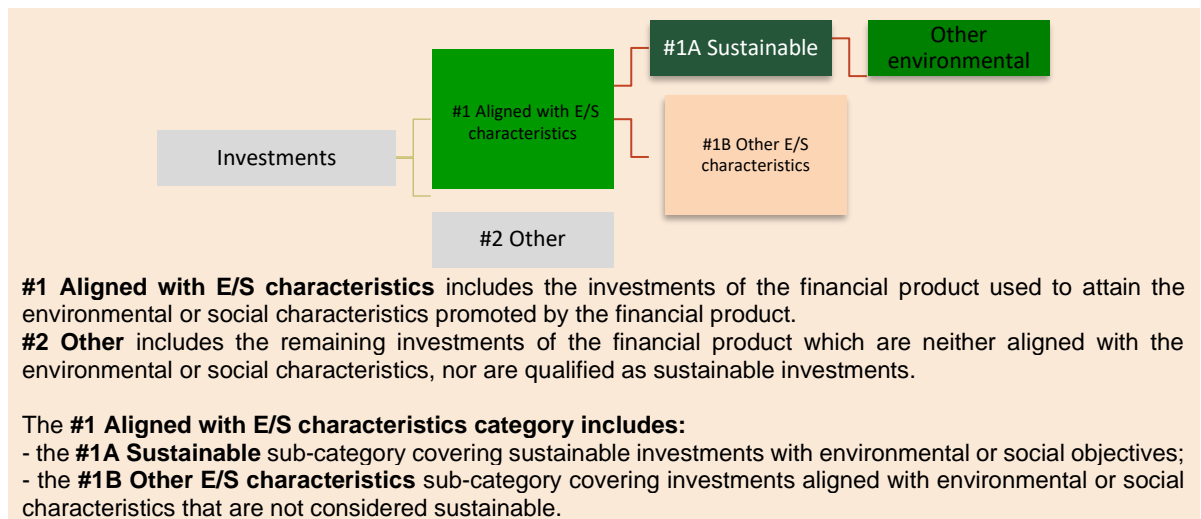 #1A Sustainable
Other
environmental
#1 Aligned with E/S
characteristics
#1B Other E/S
characteristics
Investments
#2 Other
#1 Aligned with E/S characteristics includes the investments of the financial product used to attain the
environmental or social characteristics promoted by the financial product.
#2 Other includes the remaining investments of the financial product which are neither aligned with the
environmental or social characteristics, nor are qualified as sustainable investments.
The #1 Aligned with E/S characteristics category includes:
- the #1A Sustainable sub-category covering sustainable investments with environmental or social objectives;
- the #1B Other E/S characteristics sub-category covering investments aligned with environmental or social
characteristics that are not considered sustainable.